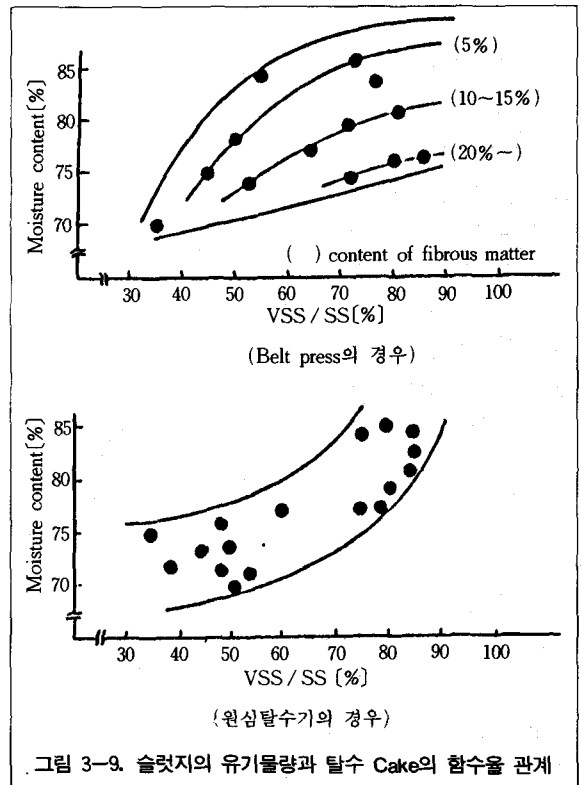 Moisture content[%]
85
80
75
70
(5%)
(10~15%)
(20%~)
( ) content of fibrous matter
30 40 50 60 70 80 90 100
VSS / SS[%]
(Belt press의 경우)
Moisture content[%]
85
80
75
70
30 40 50 60 70 80 90 100
VSS / SS [%]
(원심탈수기의 경우)
그림 3-9. 슬럿지의 유기물량과 탈수 Cake의 함수율 관계